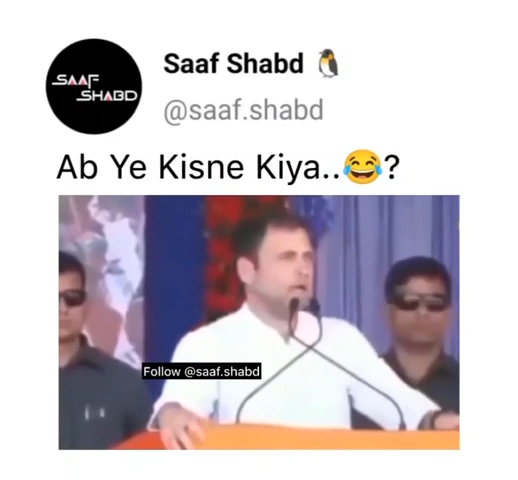 SAAF
SHABD
Saaf Shabd 🐧
@saaf.shabd
Ab Ye Kisne Kiya..😂?
Follow @saaf.shabd